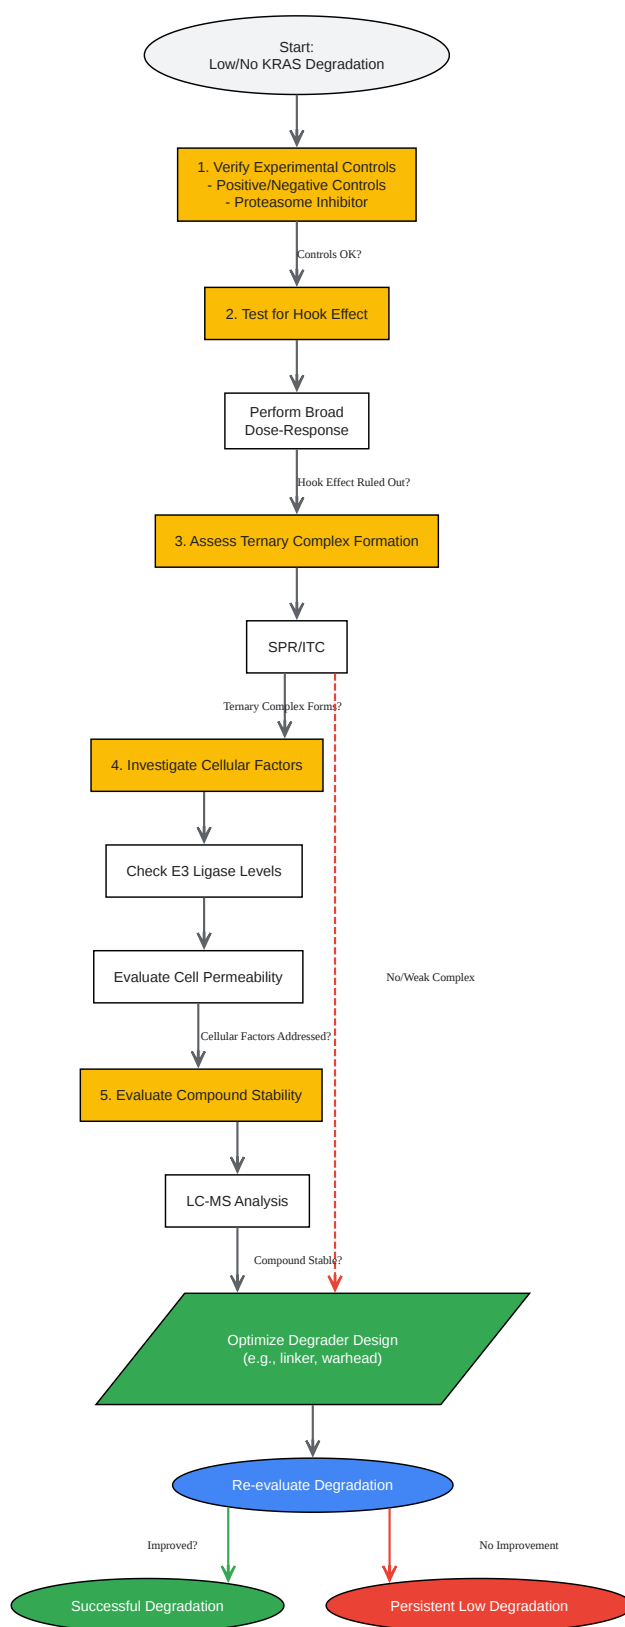 Start:
Low/No KRAS Degradation
1. Verify Experimental Controls
- Positive/Negative Controls
- Proteasome Inhibitor
Controls OK?
2. Test for Hook Effect
Perform Broad
Dose-Response
Hook Effect Ruled Out?
3. Assess Ternary Complex Formation
SPR/ITC
Ternary Complex Forms?
4. Investigate Cellular Factors
Check E3 Ligase Levels
Evaluate Cell Permeability
No/Weak Complex
Cellular Factors Addressed?
5. Evaluate Compound Stability
LC-MS Analysis
Compound Stable?
Optimize Degrader Design
(e.g., linker, warhead)
Re-evaluate Degradation
Improved?
No Improvement
Successful Degradation
Persistent Low Degradation